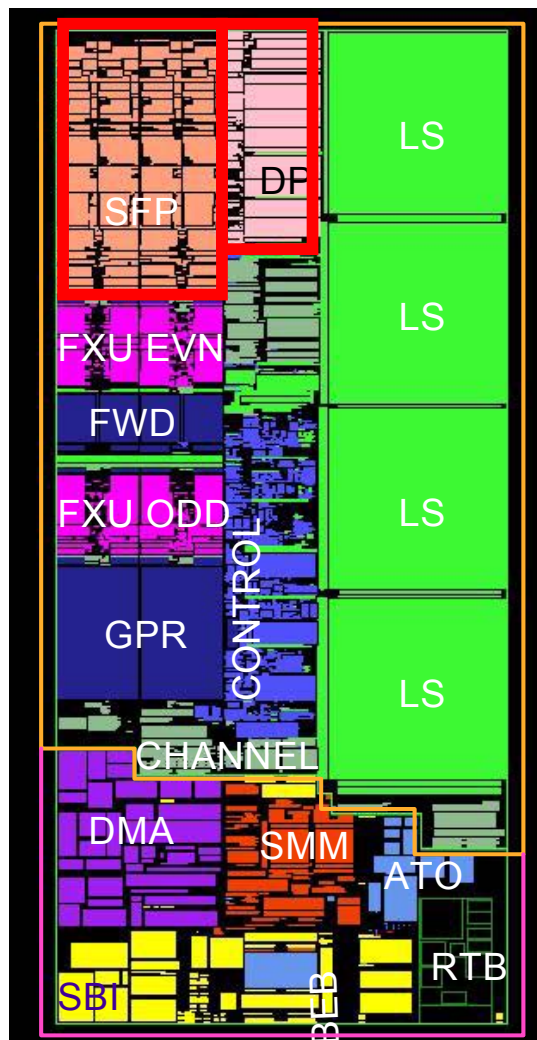 LS
DP
SFP
LS
FXU EVN
FWD
LS
FXU ODD
CONTROL
GPR
LS
CHANNEL
DMA
SMM
ATO
RTB
SBI
BEB